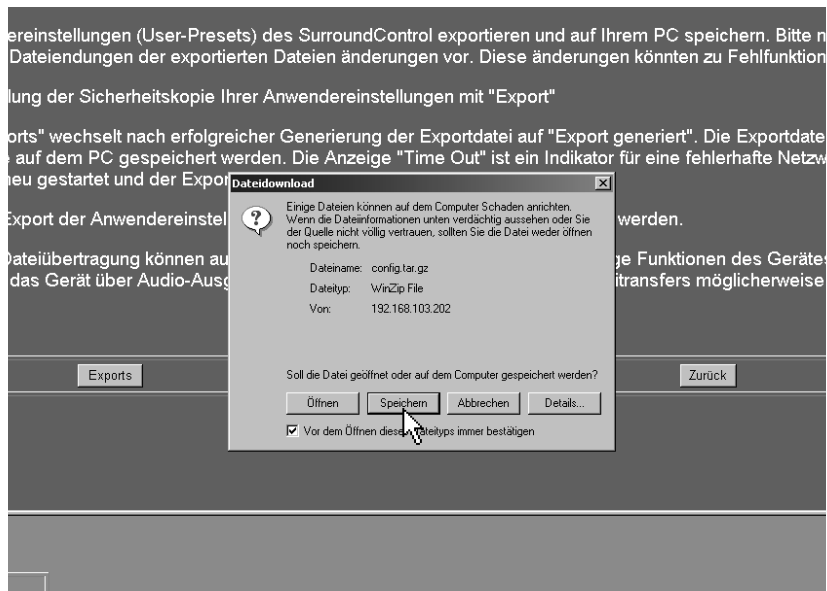 ereinstellungen (User-Presets) des SurroundControl exportieren und auf Ihrem PC speichern. Bitte n
Dateiendungen der exportierten Dateien änderungen vor. Diese änderungen könnten zu Fehlfunktion
lung der Sicherheitskopie Ihrer Anwendereinstellungen mit "Export"
orts" wechselt nach erfolgreicher Generierung der Exportdatei auf "Export generiert". Die Exportdate
auf dem PC gespeichert werden. Die Anzeige "Time Out" ist ein Indikator für eine fehlerhafte Netzw
neu gestartet und der Expor
Export der Anwendereinstel werden.
Dateiübertragung können au ge Funktionen des Gerätes
das Gerät über Audio-Ausg itransfers möglicherweise
Dateidownload
Einige Dateien können auf dem Computer Schaden anrichten.
Wenn die Dateiinformationen unten verdächtig aussehen oder Sie
der Quelle nicht völlig vertrauen, sollten Sie die Datei weder öffnen
noch speichern.
Dateiname: config.tar.gz
Dateityp: WinZip File
Von: 192.168.103.202
Soll die Datei geöffnet oder auf dem Computer gespeichert werden?
Öffnen Speichern Abbrechen Details...
Vor dem Öffnen diese Dateityps immer bestätigen
Exports Zurück